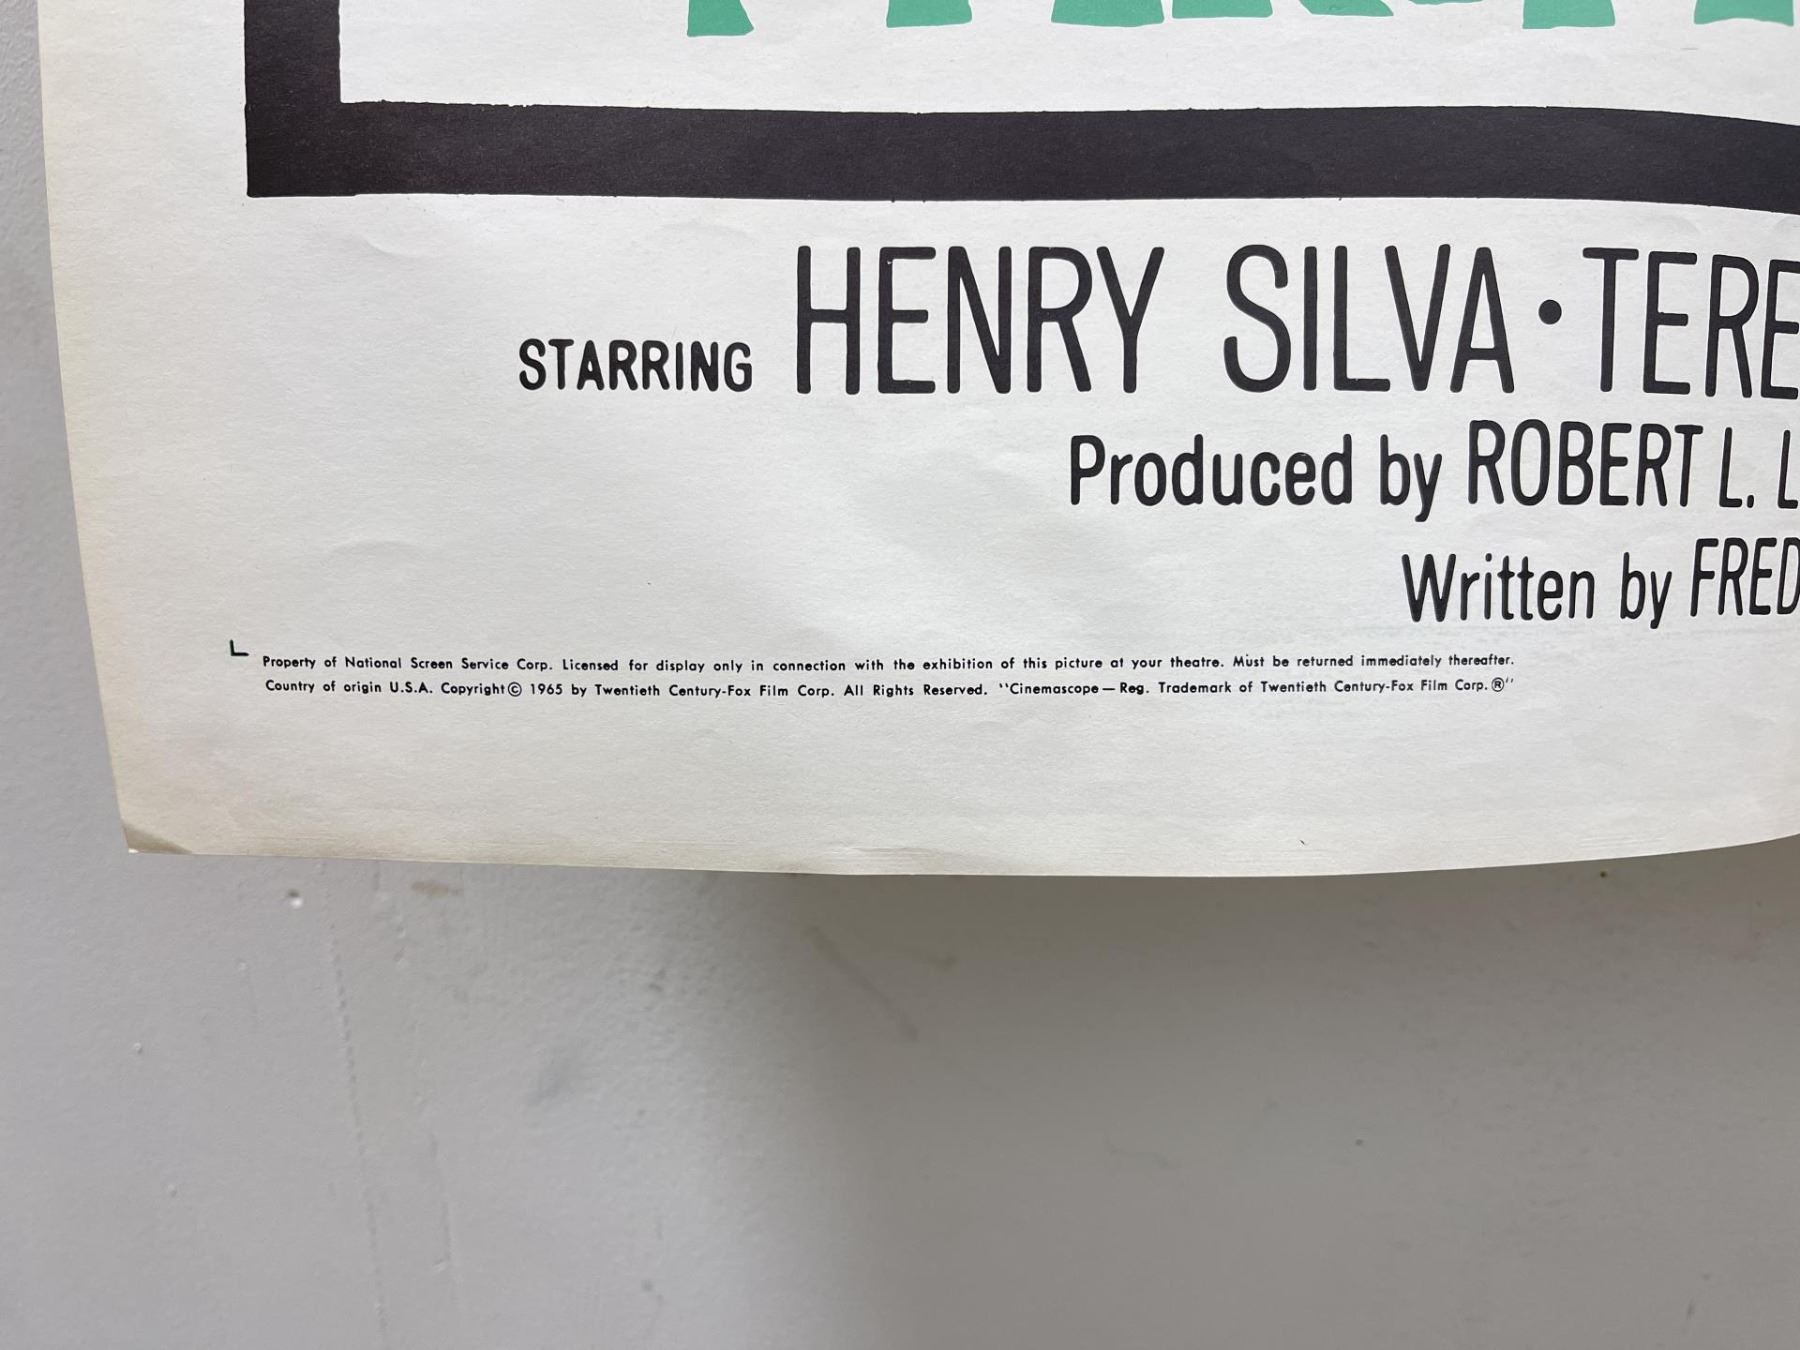 STARRING HENRY SILVA • TERE
Produced by ROBERT L. L
Written by FRED
Property of National Screen Service Corp. Licensed for display only in connection with the exhibition of this picture at your theatre. Must be returned immediately thereafter.
Country of origin U.S.A. Copyright © 1965 by Twentieth Century-Fox Film Corp. All Rights Reserved. "Cinemascope — Reg. Trademark of Twentieth Century-Fox Film Corp. ®"